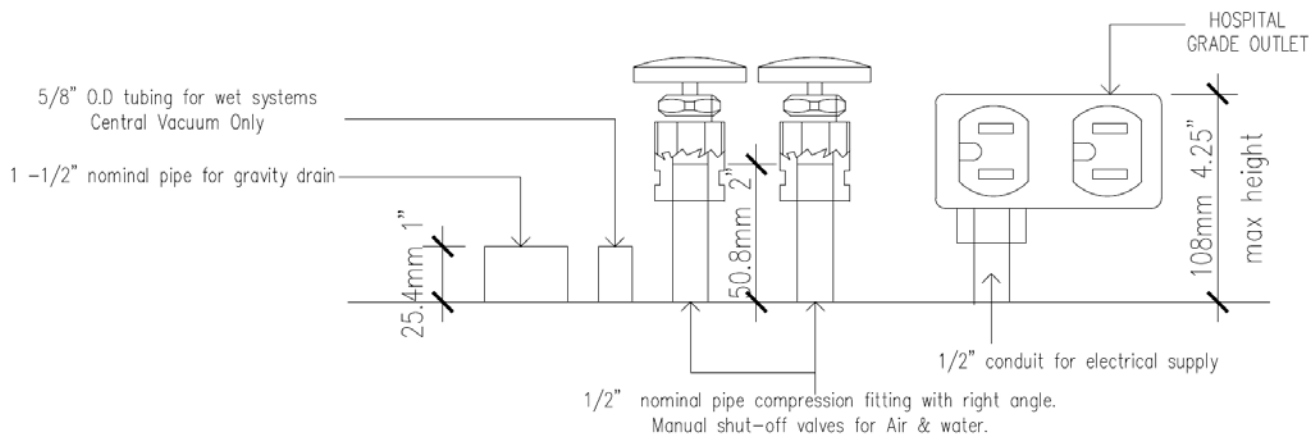 HOSPITAL
GRADE OUTLET
5/8" O.D tubing for wet systems
Central Vacuum Only
1 -1/2" nominal pipe for gravity drain
25.4mm 1"
50.8mm 2"
108mm 4.25"
max height
1/2" conduit for electrical supply
1/2" nominal pipe compression fitting with right angle.
Manual shut-off valves for Air & water.